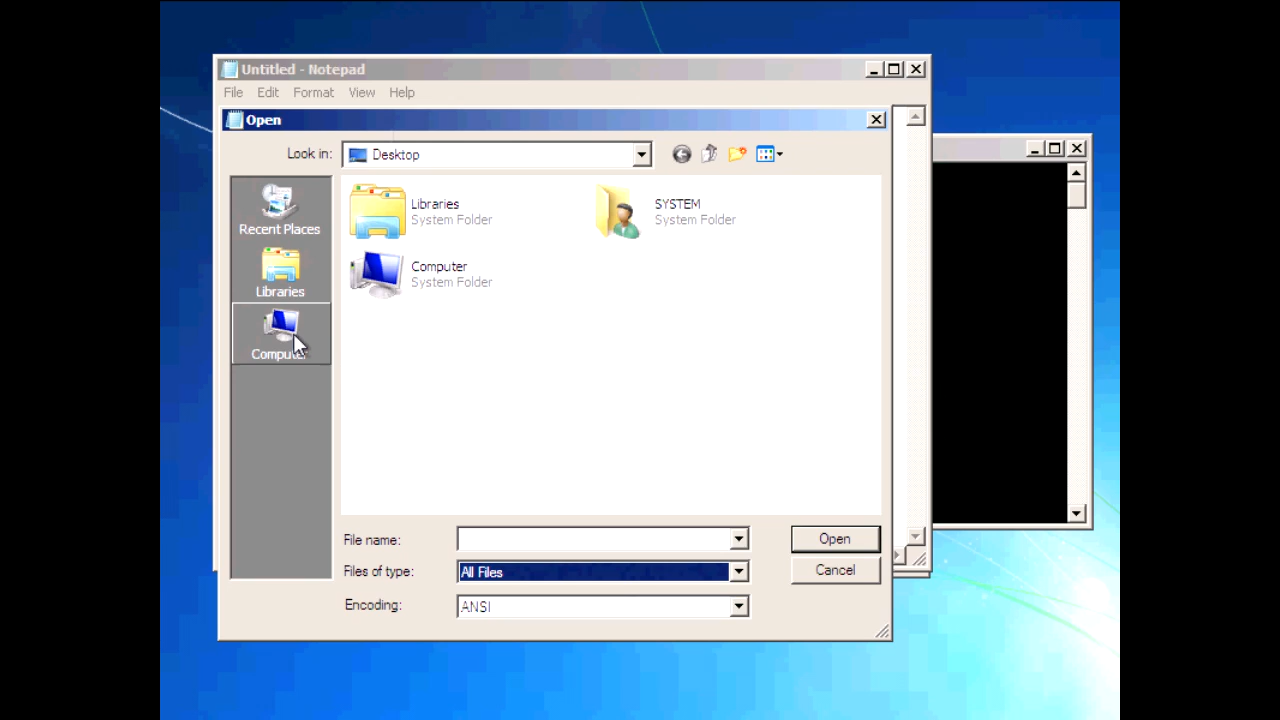 Untitled - Notepad
File Edit Format View Help
Open
Look in: Desktop
Recent Places
Libraries
Computer
Libraries
System Folder
SYSTEM
System Folder
Computer
System Folder
File name:
Open
Files of type: All Files
Cancel
Encoding: ANSI